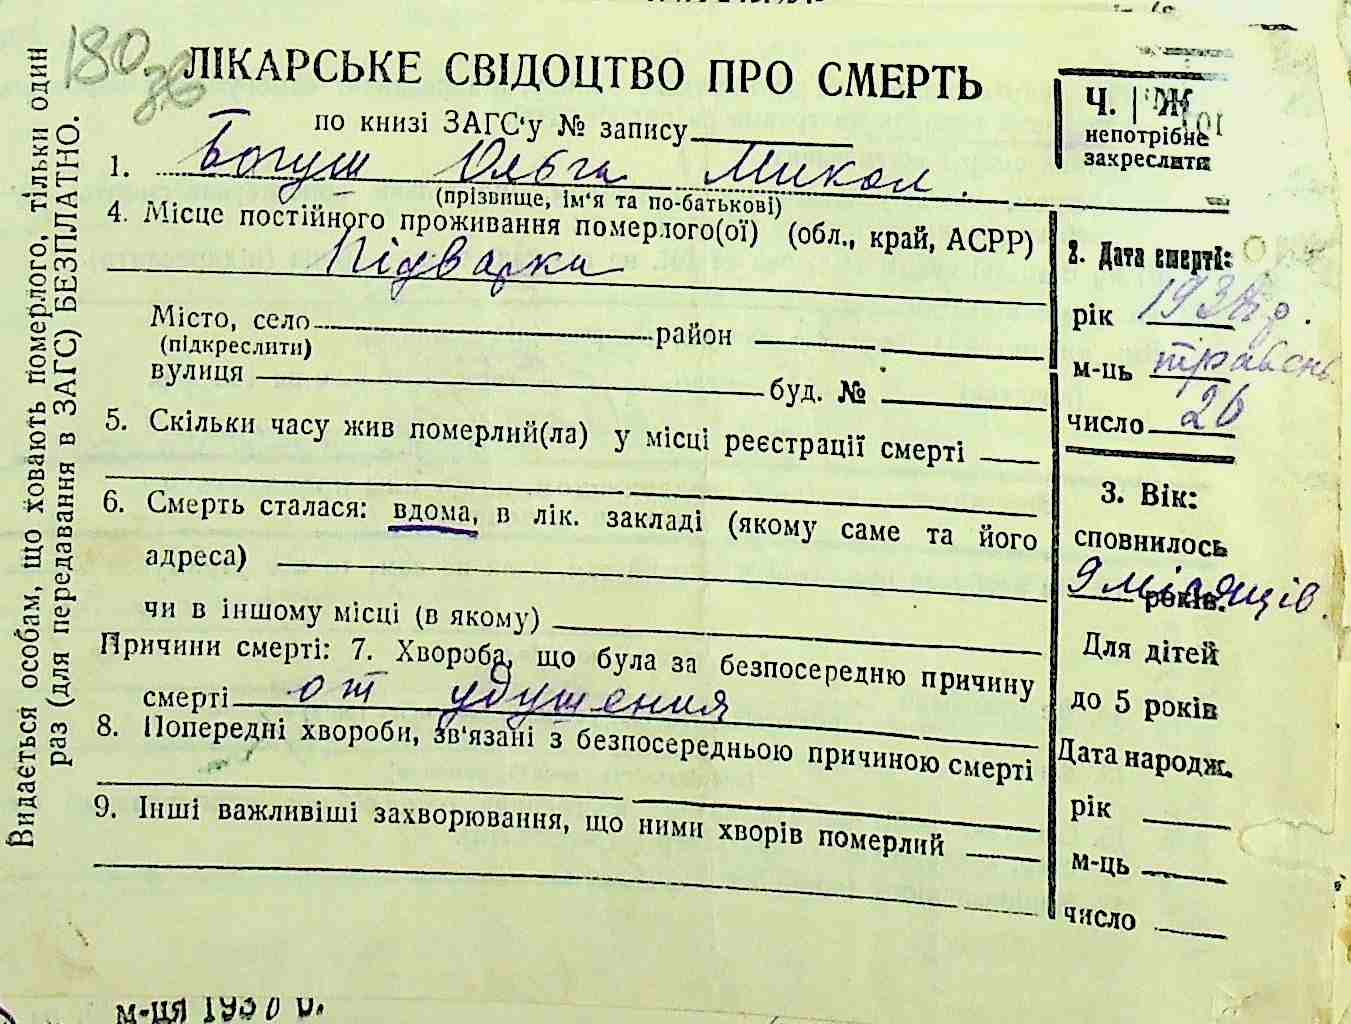 180
зв
ЛІКАРСЬКЕ СВІДОЦТВО ПРО СМЕРТЬ
по книзі ЗАГС'у № запису
Ч. | Ж
непотрібне
закреслити
1. Богуш Ольга Микол.
(прізвище, ім'я та по-батькові)
4. Місце постійного проживання померлого(ої) (обл., край, АСРР)
Підварки
Місто, село район
(підкреслити)
вулиця буд. №
5. Скільки часу жив померлий(ла) у місці реєстрації смерті
6. Смерть сталася: вдома, в лік. закладі (якому саме та його
адреса)
чи в іншому місці (в якому)
Причини смерті: 7. Хвороба, що була за безпосередню причину
смерті от удушения
8. Попередні хвороби, зв'язані з безпосередньою причиною смерті
9. Інші важливіші захворювання, що ними хворів померлий
2. Дата смерті:
рік 1938 р.
м-ць травень
число 26
3. Вік:
сповнилось
9 місяців.
років.
Для дітей
до 5 років
Дата народж.
рік
м-ць
число
Видається особам, що ховають померлого, тільки один
раз (для передавання в ЗАГС) БЕЗПЛАТНО.
м-ця 193 р.